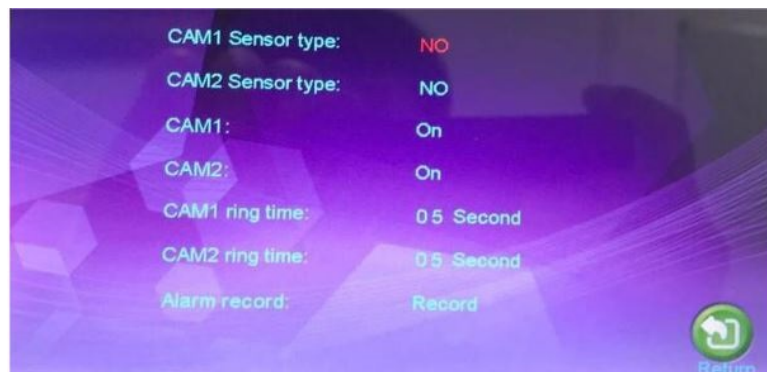 CAM1 Sensor type: NO
CAM2 Sensor type: NO
CAM1: On
CAM2: On
CAM1 ring time: 05 Second
CAM2 ring time: 05 Second
Alarm record: Record
Return